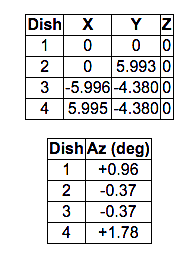 Dish X Y Z
1 0 0 0
2 0 5.993 0
3 -5.996 -4.380 0
4 5.995 -4.380 0
Dish Az (deg)
1 +0.96
2 -0.37
3 -0.37
4 +1.78